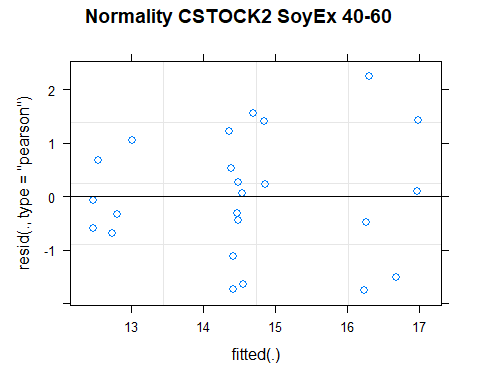 Normality CSTOCK2 SoyEx 40-60
resid(., type = "pearson")
2
1
0
-1
13 14 15 16 17
fitted(.)